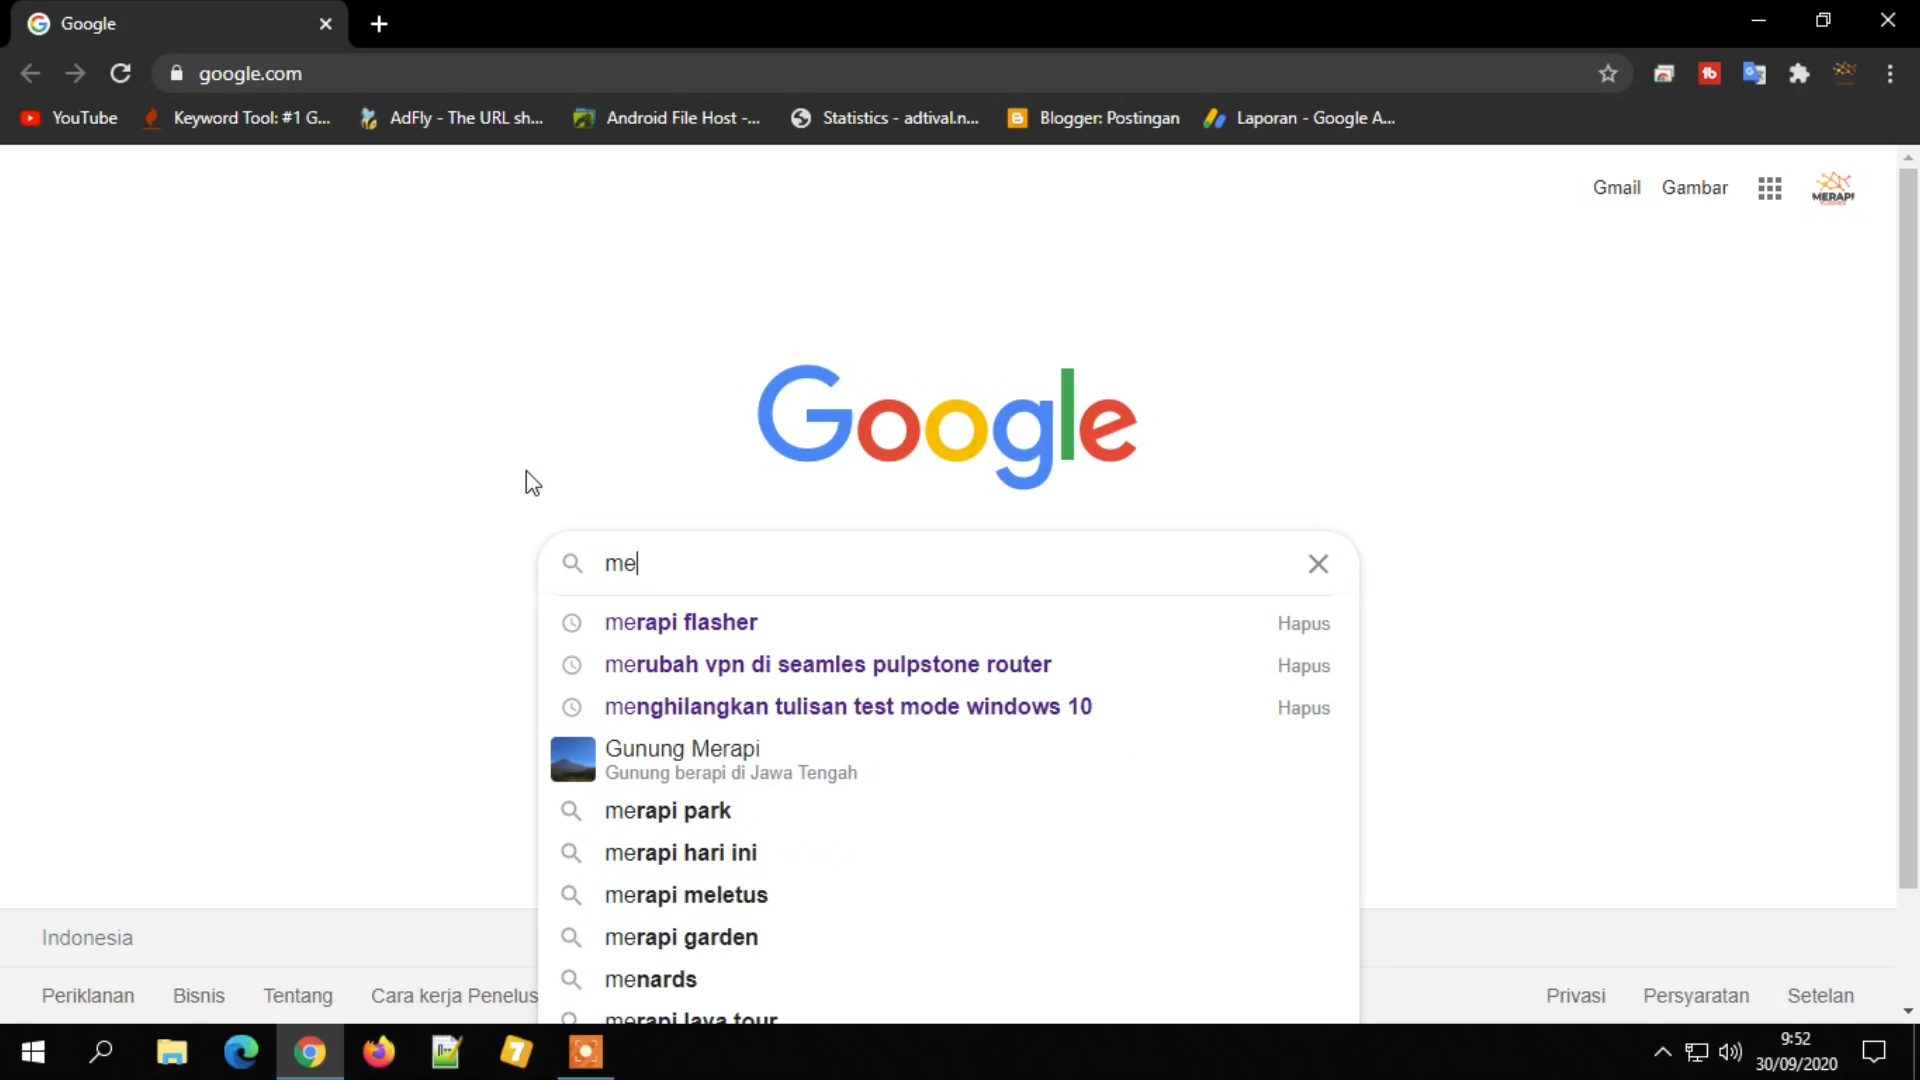 Google
google.com
YouTube
Keyword Tool: #1 G...
AdFly - The URL sh...
Android File Host -...
Statistics - adtival.n...
Blogger: Postingan
Laporan - Google A...
Gmail
Gambar
MERAPI
Google
me
merapi flasher
Hapus
merubah vpn di seamles pulpstone router
Hapus
menghilangkan tulisan test mode windows 10
Hapus
Gunung Merapi
Gunung berapi di Jawa Tengah
merapi park
merapi hari ini
merapi meletus
merapi garden
menards
merapi lava tour
Indonesia
Periklanan
Bisnis
Tentang
Cara kerja Penelus
Privasi
Persyaratan
Setelan
9:52
30/09/2020